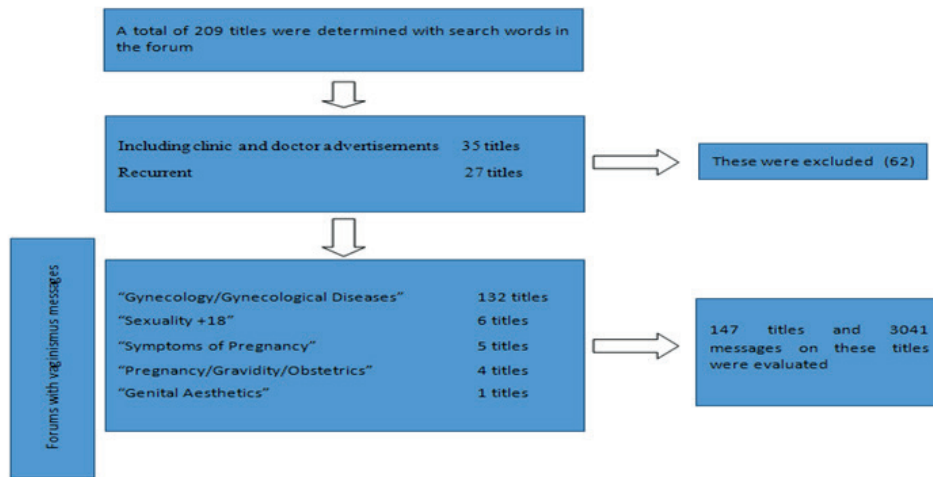 A total of 209 titles were determined with search words in
the forum
Including clinic and doctor advertisements 35 titles
Recurrent 27 titles
These were excluded (62)
Forums with vaginismus messages
“Gynecology/Gynecological Diseases” 132 titles
“Sexuality +18” 6 titles
“Symptoms of Pregnancy” 5 titles
“Pregnancy/Gravidity/Obstetrics” 4 titles
“Genital Aesthetics” 1 titles
147 titles and 3041
messages on these titles
were evaluated